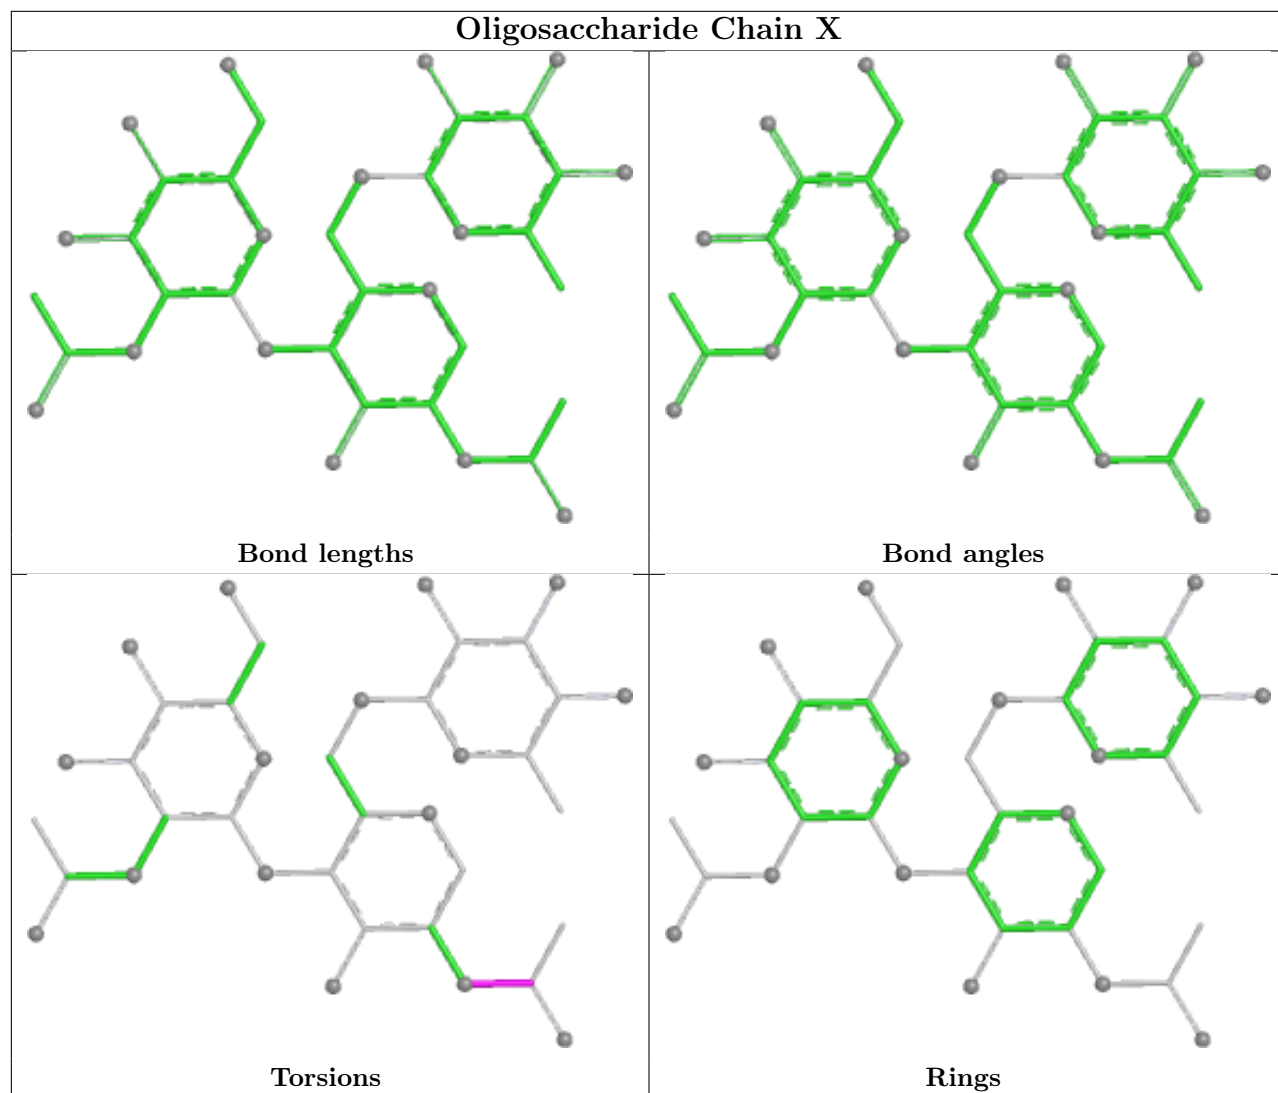 Oligosaccharide Chain X
Bond lengths
Bond angles
Torsions
Rings